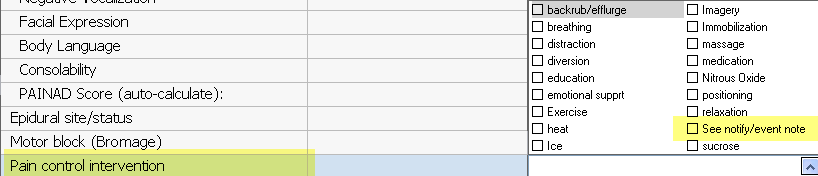 Negative Vocalization
Facial Expression
Body Language
Consolability
PAINAD Score (auto-calculate):
Epidural site/status
Motor block (Bromage)
Pain control intervention
backrub/efflurge
breathing
distraction
diversion
education
emotional supprt
Exercise
heat
Ice
Imagery
Immobilization
massage
medication
Nitrous Oxide
positioning
relaxation
See notify/event note
sucrose